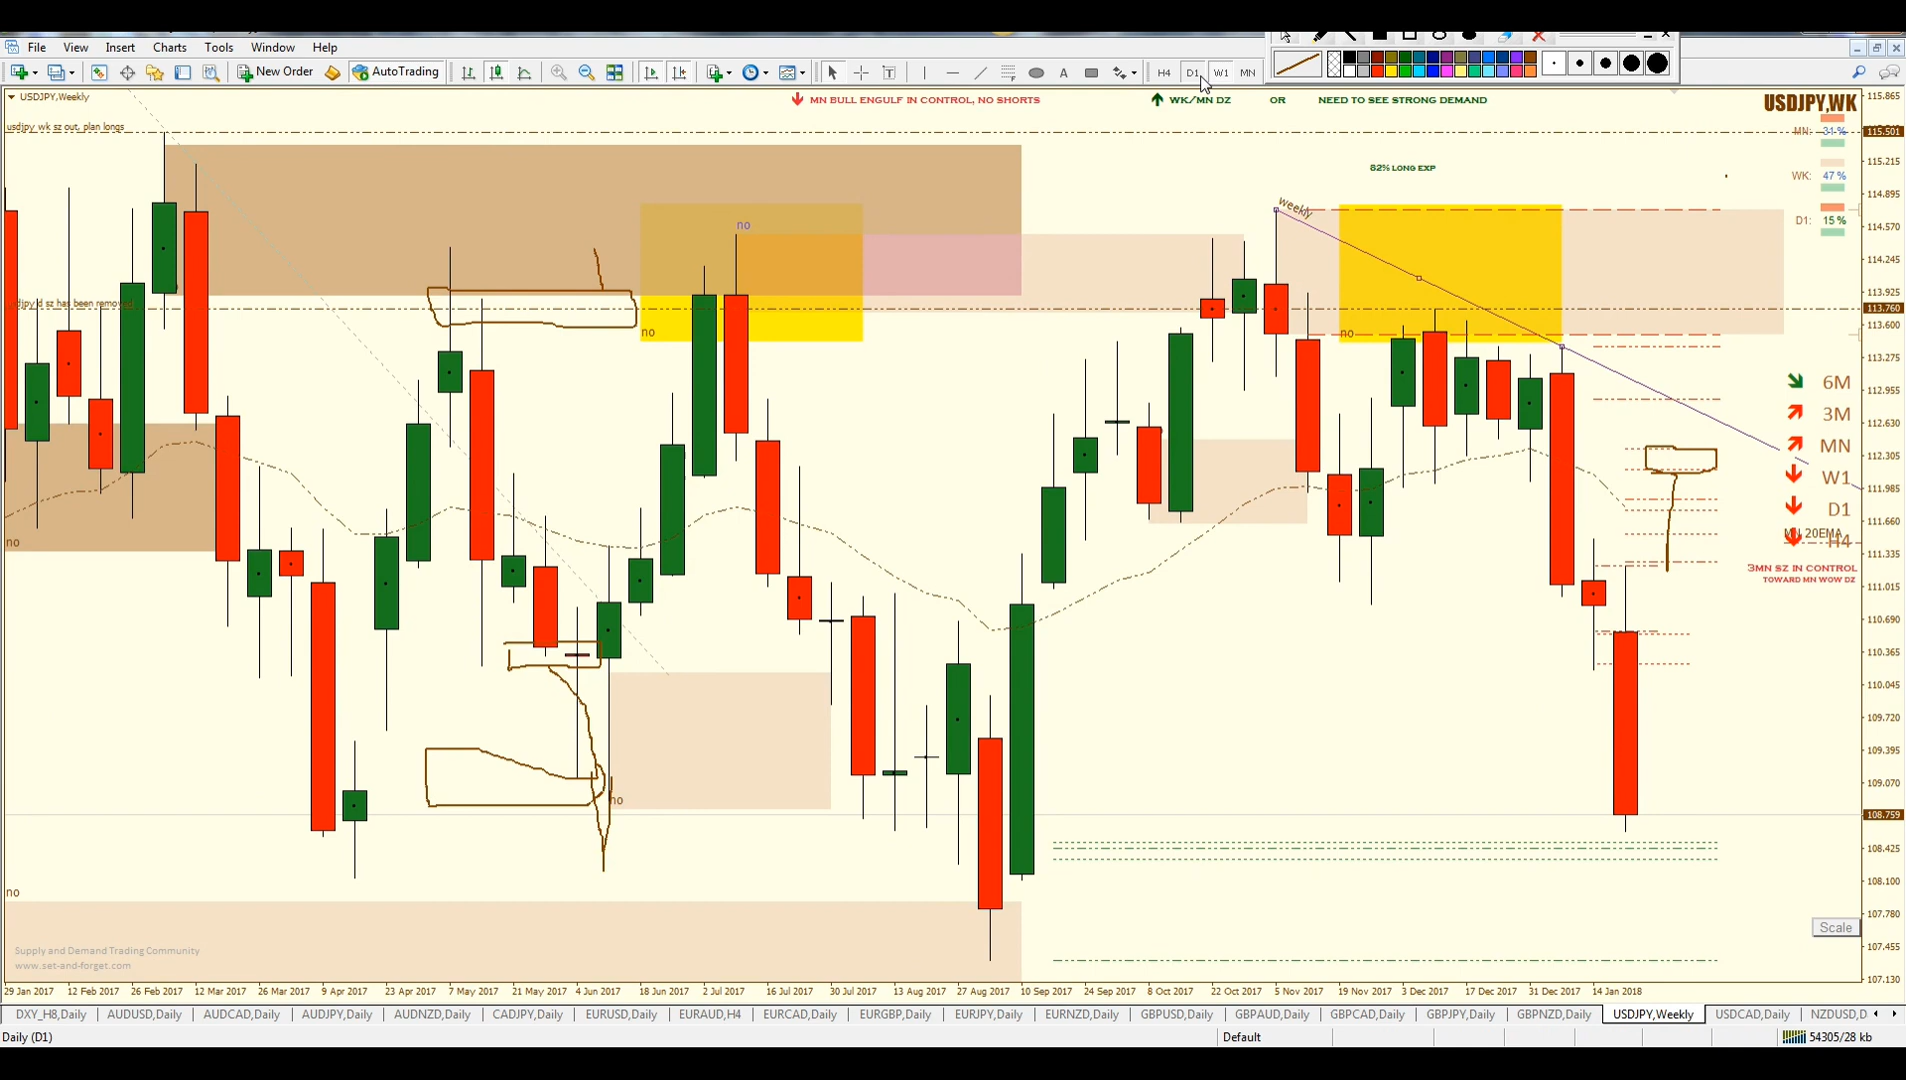 File View Insert Charts Tools Window Help
New Order AutoTrading T A H4 D1 W1 MN
USDJPY,Weekly
MN BULL ENGULF IN CONTROL, NO SHORTS
WK/MN DZ OR NEED TO SEE STRONG DEMAND
USDJPY,WK
115.865
usdjpy wk sz out, plan longs
MN: 31 %
115.501
115.215
82% LONG EXP
WK: 47 %
114.895
weekly
D1: 15 %
no
114.570
114.245
113.925
d sz has been removed
113.760
no
no
113.600
113.275
6M
112.955
3M
112.630
MN
112.305
W1
111.985
D1
111.660
MN 20EMA
H4
no
111.335
3MN SZ IN CONTROL
TOWARD MN WOW DZ
111.015
110.690
110.365
110.045
109.720
109.395
109.070
no
108.759
108.425
108.100
no
107.780
Scale
107.455
Supply and Demand Trading Community
www.set-and-forget.com
107.130
29 Jan 2017 12 Feb 2017 26 Feb 2017 12 Mar 2017 26 Mar 2017 9 Apr 2017 23 Apr 2017 7 May 2017 21 May 2017 4 Jun 2017 18 Jun 2017 2 Jul 2017 16 Jul 2017 30 Jul 2017 13 Aug 2017 27 Aug 2017 10 Sep 2017 24 Sep 2017 8 Oct 2017 22 Oct 2017 5 Nov 2017 19 Nov 2017 3 Dec 2017 17 Dec 2017 31 Dec 2017 14 Jan 2018
DXY_H8,Daily AUDUSD,Daily AUDCAD,Daily AUDJPY,Daily AUDNZD,Daily CADJPY,Daily EURUSD,Daily EURAUD,H4 EURCAD,Daily EURGBP,Daily EURJPY,Daily EURNZD,Daily GBPUSD,Daily GBPAUD,Daily GBPCAD,Daily GBPJPY,Daily GBPNZD,Daily USDJPY,Weekly USDCAD,Daily NZDUSD,D
Daily (D1) Default 54305/28 kb